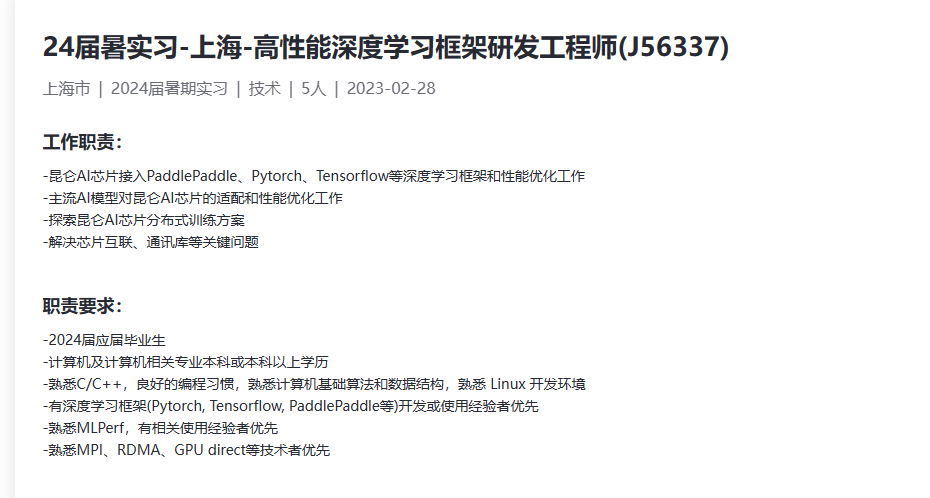 24届暑实习-上海-高性能深度学习框架研发工程师(J56337)
上海市 | 2024届暑期实习 | 技术 | 5人 | 2023-02-28
工作职责：
-昆仑AI芯片接入PaddlePaddle、Pytorch、Tensorflow等深度学习框架和性能优化工作
-主流AI模型对昆仑AI芯片的适配和性能优化工作
-探索昆仑AI芯片分布式训练方案
-解决芯片互联、通讯库等关键问题
职责要求：
-2024届应届毕业生
-计算机及计算机相关专业本科或本科以上学历
-熟悉C/C++，良好的编程习惯，熟悉计算机基础算法和数据结构，熟悉 Linux 开发环境
-有深度学习框架(Pytorch, Tensorflow, PaddlePaddle等)开发或使用经验者优先
-熟悉MLPerf，有相关使用经验者优先
-熟悉MPI、RDMA、GPU direct等技术者优先